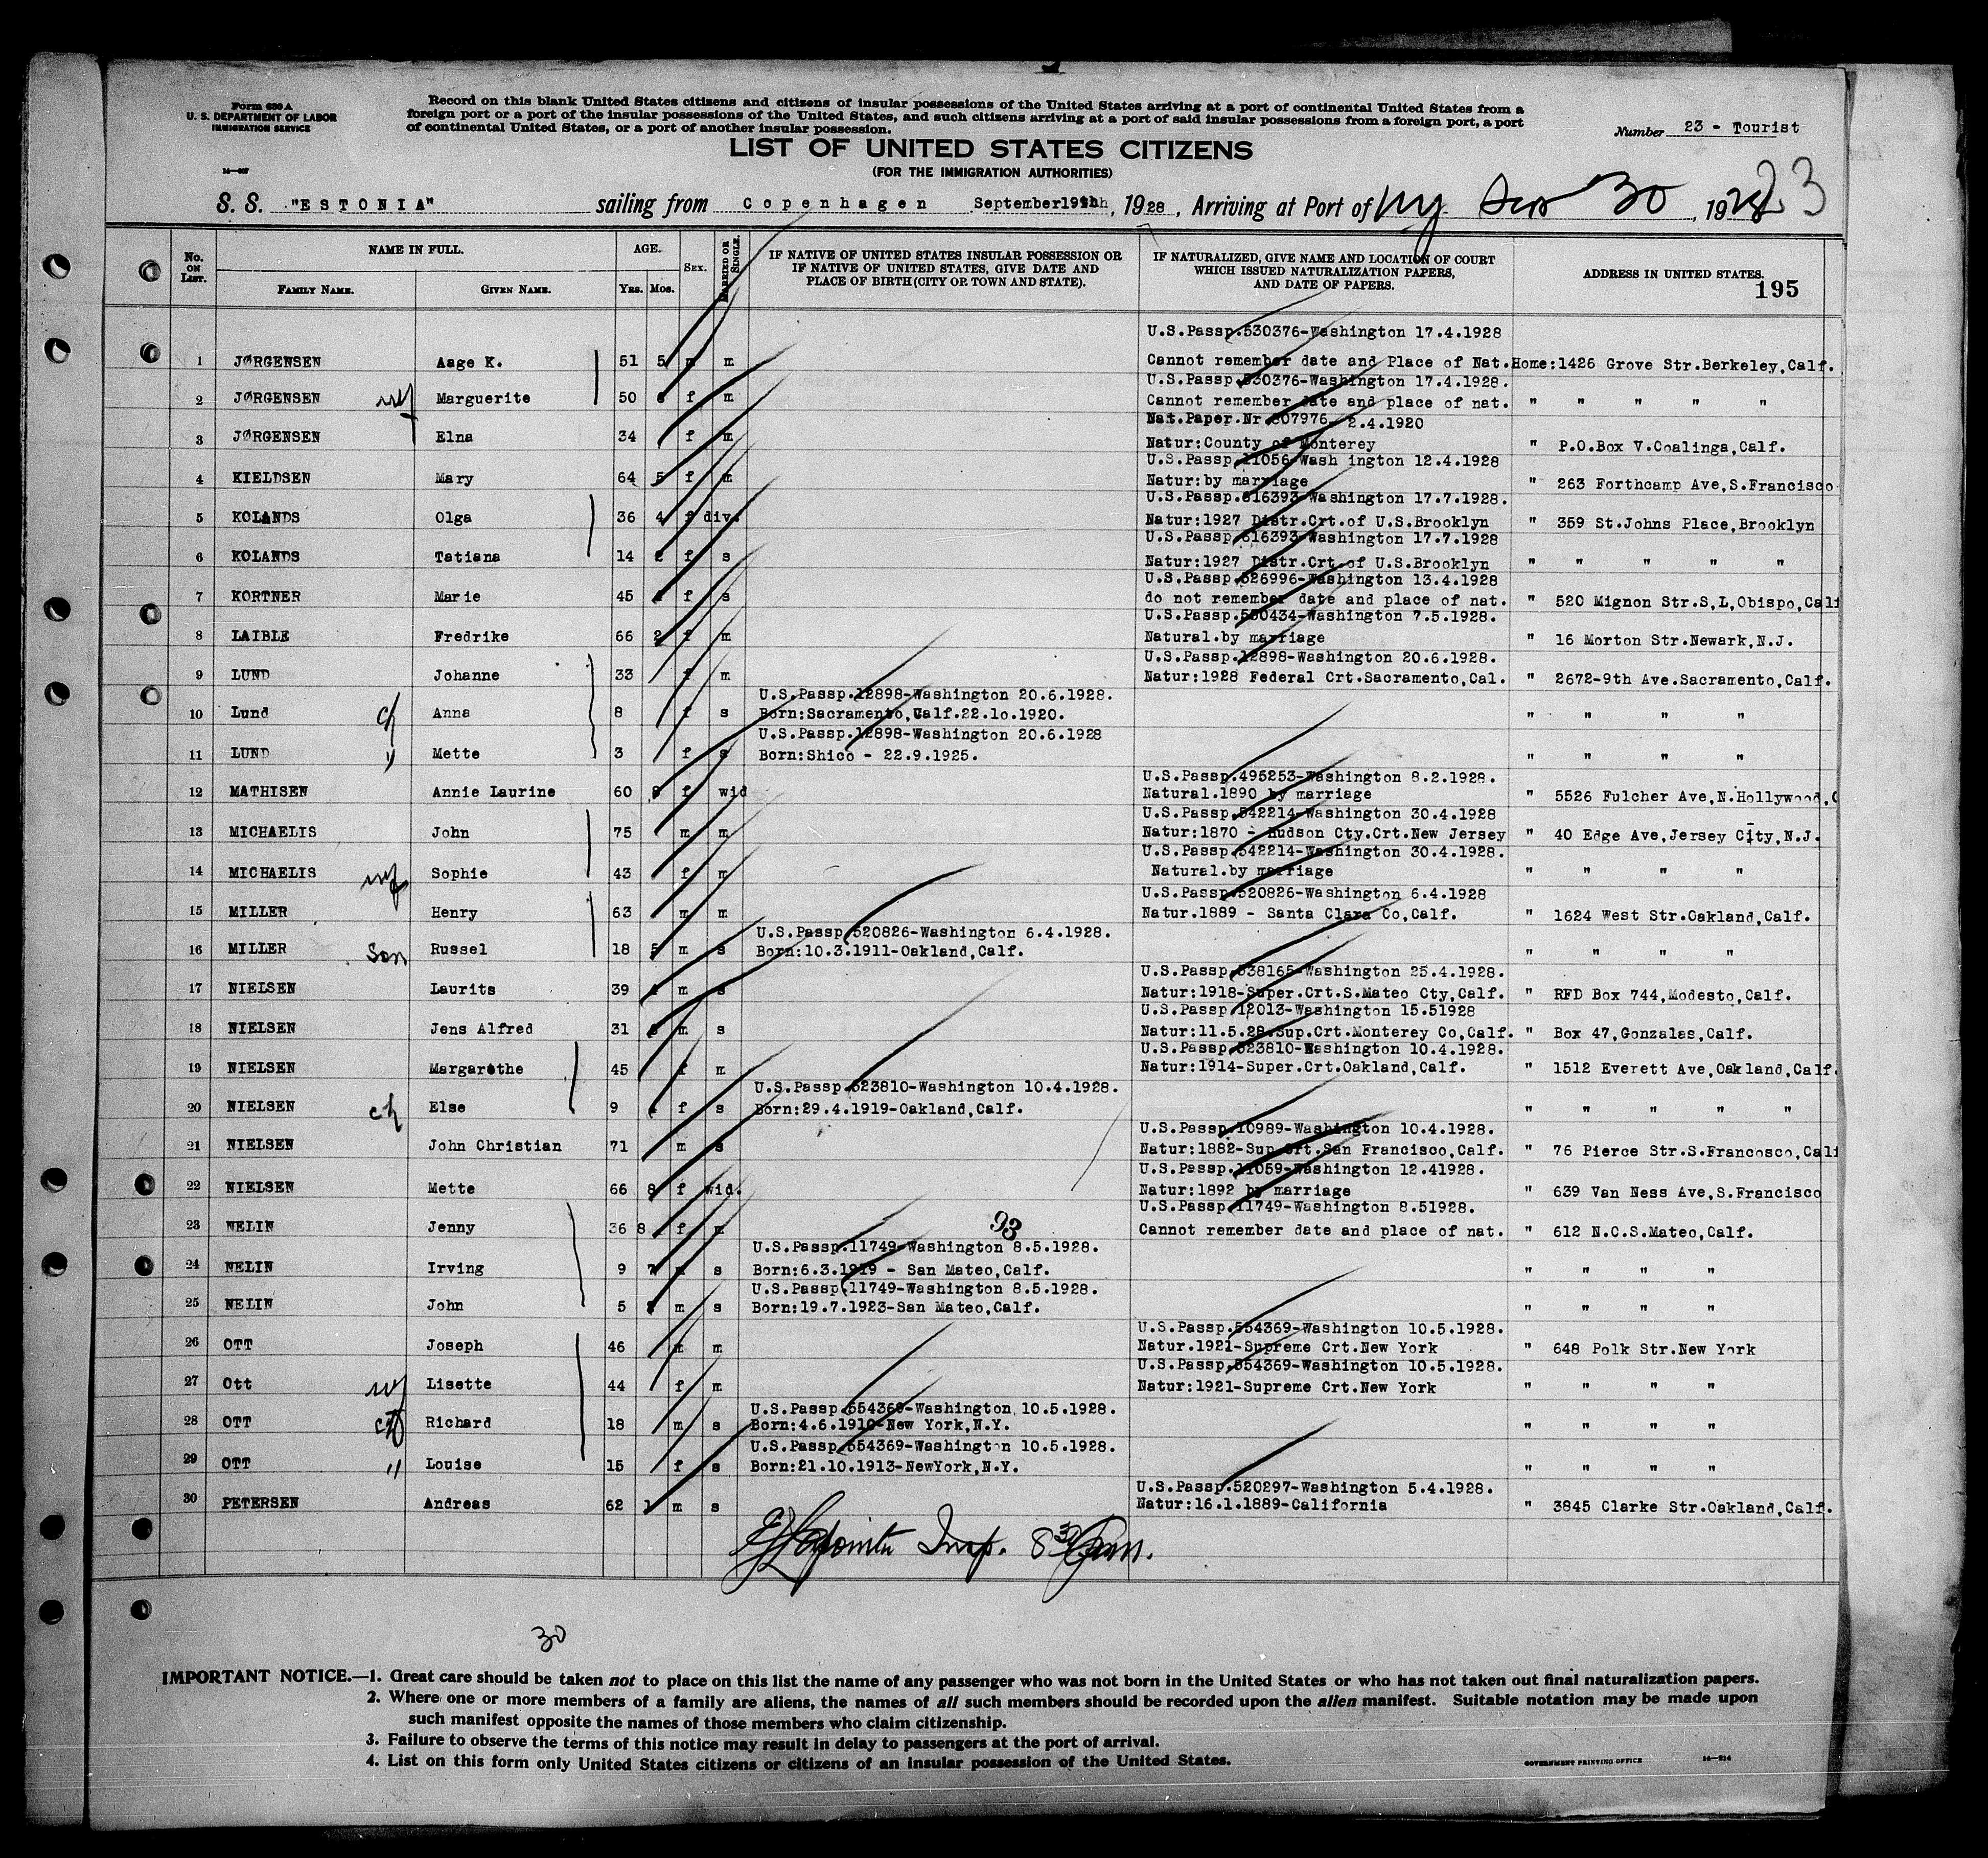 Form 630 A
U. S. DEPARTMENT OF LABOR
IMMIGRATION SERVICE
Record on this blank United States citizens and citizens of insular possessions of the United States arriving at a port of continental United States from a
foreign port or a port of the insular possessions of the United States, and such citizens arriving at a port of said insular possessions from a foreign port, a port
of continental United States, or a port of another insular possession.
Number 23 - Tourist
LIST OF UNITED STATES CITIZENS
(FOR THE IMMIGRATION AUTHORITIES)
23
S. S. "ESTONIA" sailing from Copenhagen September 19th, 1928, Arriving at Port of NY 30, 1928
No. ON LIST. NAME IN FULL. AGE. SEX. MARRIED OR SINGLE. IF NATIVE OF UNITED STATES INSULAR POSSESSION OR IF NATIVE OF UNITED STATES, GIVE DATE AND PLACE OF BIRTH (CITY OR TOWN AND STATE). IF NATURALIZED, GIVE NAME AND LOCATION OF COURT WHICH ISSUED NATURALIZATION PAPERS, AND DATE OF PAPERS. ADDRESS IN UNITED STATES.
FAMILY NAME. GIVEN NAME. YRS. MOS.
195
U.S.Passp.530376-Washington 17.4.1928
1 JØRGENSEN Aage K. 51 5 m m Cannot remember date and Place of Nat. Home:1426 Grove Str.Berkeley,Calf.
U.S.Passp.530376-Washington 17.4.1928.
2 JØRGENSEN wf Marguerite 50 f m Cannot remember date and place of nat. " " " " "
Nat.Paper.Nr.807976 2.4.1920
3 JØRGENSEN Elna 34 f m Natur:County of Monterey " P.O.Box V.Coalinga,Calf.
U.S.Passp.11056-Wash ington 12.4.1928
4 KIELDSEN Mary 64 5 f m Natur:by marriage " 263 Forthcamp Ave,S.Francisco
U.S.Passp.616393-Washington 17.7.1928.
5 KOLANDS Olga 36 4 f div. Natur:1927 Distr.Crt.of U.S.Brooklyn " 359 St.Johns Place,Brooklyn
U.S.Passp.616393-Washington 17.7.1928
6 KOLANDS Tatiana 14 f s Natur:1927 Distr.Crt.of U.S.Brooklyn " " " " "
U.S.Passp.526996-Washington 13.4.1928
7 KORTNER Marie 45 f s do not remember date and place of nat. " 520 Mignon Str.S,L,Obispo,Cali
U.S.Passp.550434-Washington 7.5.1928.
8 LAIBLE Fredrike 66 2 f m Natural.by marriage " 16 Morton Str.Newark,N.J.
U.S.Passp.12898-Washington 20.6.1928.
9 LUND Johanne 33 f m Natur:1928 Federal Crt.Sacramento,Cal. " 2672-9th Ave.Sacramento,Calf.
U.S.Passp.12898-Washington 20.6.1928.
10 Lund ch Anna 8 f s Born:Sacramento,Calf.22.10.1920. " " " "
U.S.Passp.12898-Washington 20.6.1928
11 LUND " Mette 3 f s Born:Shico - 22.9.1925. " " " "
U.S.Passp.495253-Washington 8.2.1928.
12 MATHISEN Annie Laurine 60 f wid Natural.1890 by marriage " 5526 Fulcher Ave,N.Hollywood,C
U.S.Passp.542214-Washington 30.4.1928
13 MICHAELIS John 75 m m Natur:1870 - Hudson Cty.Crt.New Jersey " 40 Edge Ave,Jersey City,N.J.
U.S.Passp.542214-Washington 30.4.1928.
14 MICHAELIS wf Sophie 43 f m Natural.by marriage " " " "
U.S.Passp.520826-Washington 6.4.1928
15 MILLER Henry 63 m m Natur.1889 - Santa Clara Co,Calf. " 1624 West Str.Oakland,Calf.
U.S.Passp.520826-Washington 6.4.1928.
16 MILLER son Russel 18 5 m s Born:10.3.1911-Oakland,Calf. " " " "
U.S.Passp.538165-Washington 25.4.1928.
17 NIELSEN Laurits 39 m s Natur:1918-Super.Crt.S.Mateo Cty,Calf. " RFD Box 744,Modesto,Calf.
U.S.Passp.12013-Washington 15.51928
18 NIELSEN Jens Alfred 31 m s Natur:11.5.28.Sup.Crt.Monterey Co,Calf. " Box 47,Gonzales,Calf.
U.S.Passp.523810-Washington 10.4.1928.
19 NIELSEN Margarethe 45 f m Natur:1914-Super.Crt.Oakland,Calf. " 1512 Everett Ave,Oakland,Calf.
U.S.Passp.523810-Washington 10.4.1928.
20 NIELSEN ch Else 9 f s Born:29.4.1919-Oakland,Calf. " " " " "
U.S.Passp.10989-Washington 10.4.1928.
21 NIELSEN John Christian 71 m s Natur:1882-Sup.Crt.San Francisco,Calf. " 76 Pierce Str.S.Francosco,Cali
U.S.Passp.11059-Washington 12.41928.
22 NIELSEN Mette 66 8 f wid. Natur:1892 by marriage " 639 Van Ness Ave,S.Francisco
U.S.Passp.11749-Washington 8.51928.
23 NELIN Jenny 36 8 f m 93 Cannot remember date and place of nat. " 612 N.C.S.Mateo,Calf.
U.S.Passp.11749-Washington 8.5.1928.
24 NELIN Irving 9 7 m s Born:6.3.1919 - San Mateo,Calf. " " " "
U.S.Passp.11749-Washington 8.5.1928.
25 NELIN John 5 m s Born:19.7.1923-San Mateo,Calf. " " " "
U.S.Passp.554369-Washington 10.5.1928.
26 OTT Joseph 46 m m Natur.1921-Supreme Crt.New York " 648 Polk Str.New York
U.S.Passp.554369-Washington 10.5.1928.
27 Ott wf Lisette 44 f m Natur:1921-Supreme Crt.New York " " " "
U.S.Passp.554369-Washington 10.5.1928.
28 OTT ch Richard 18 m s Born:4.6.1910-New York,N.Y. " " " "
U.S.Passp.554369-Washington 10.5.1928.
29 OTT " Louise 15 f s Born:21.10.1913-NewYork,N.Y. " " " "
U.S.Passp.520297-Washington 5.4.1928.
30 PETERSEN Andreas 62 1 m s Natur:16.1.1889-California " 3845 Clarke Str.Oakland,Calf.
Insp.
30
IMPORTANT NOTICE.—1. Great care should be taken not to place on this list the name of any passenger who was not born in the United States or who has not taken out final naturalization papers.
2. Where one or more members of a family are aliens, the names of all such members should be recorded upon the alien manifest. Suitable notation may be made upon
such manifest opposite the names of those members who claim citizenship.
3. Failure to observe the terms of this notice may result in delay to passengers at the port of arrival.
4. List on this form only United States citizens or citizens of an insular possession of the United States.
GOVERNMENT PRINTING OFFICE 14-214